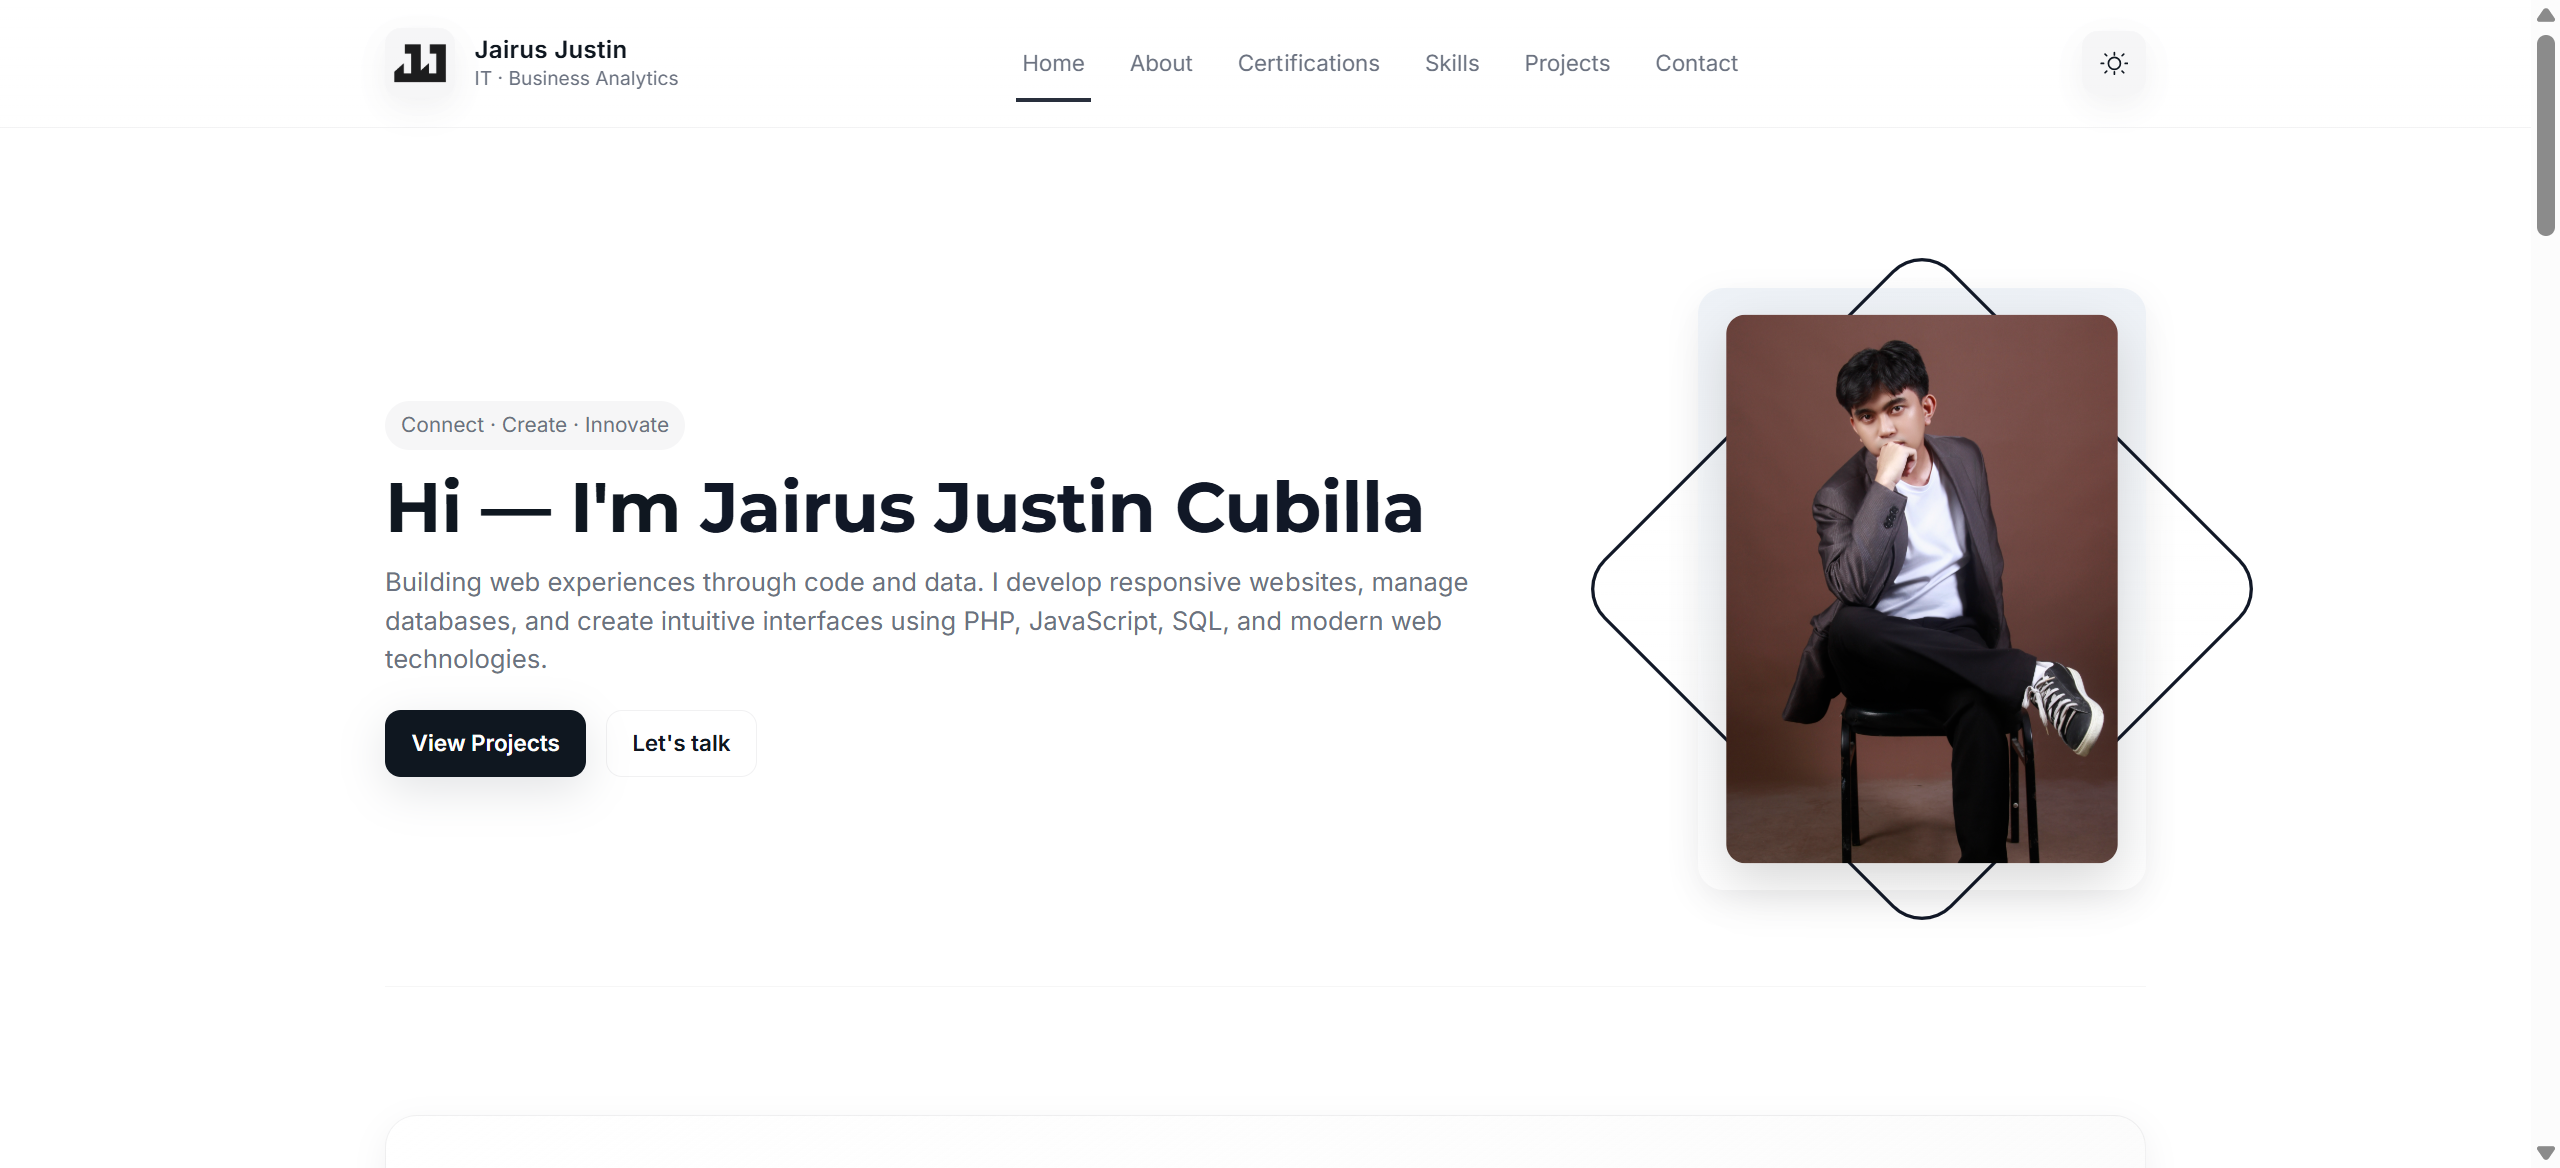 Jairus Justin
IT · Business Analytics
Home
About
Certifications
Skills
Projects
Contact
Connect · Create · Innovate
Hi — I'm Jairus Justin Cubilla
Building web experiences through code and data. I develop responsive websites, manage
databases, and create intuitive interfaces using PHP, JavaScript, SQL, and modern web
technologies.
View Projects
Let's talk